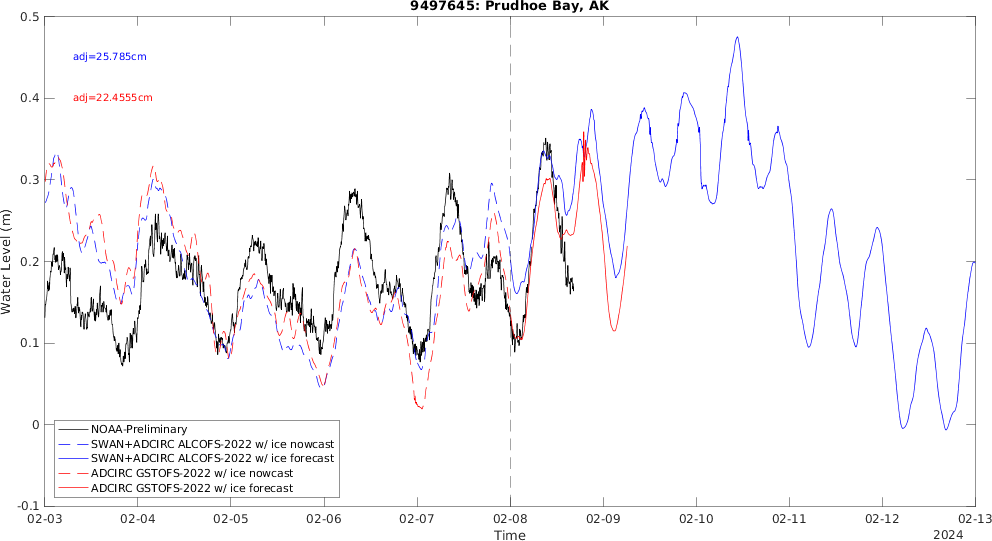 9497645: Prudhoe Bay, AK
0.5
adj=25.785cm
adj=22.4555cm
0.4
0.3
0.2
0.1
0
-0.1
Water Level (m)
NOAA-Preliminary
SWAN+ADCIRC ALCOFS-2022 w/ ice nowcast
SWAN+ADCIRC ALCOFS-2022 w/ ice forecast
ADCIRC GSTOFS-2022 w/ ice nowcast
ADCIRC GSTOFS-2022 w/ ice forecast
02-03 02-04 02-05 02-06 02-07 02-08 02-09 02-10 02-11 02-12 02-13
Time
2024